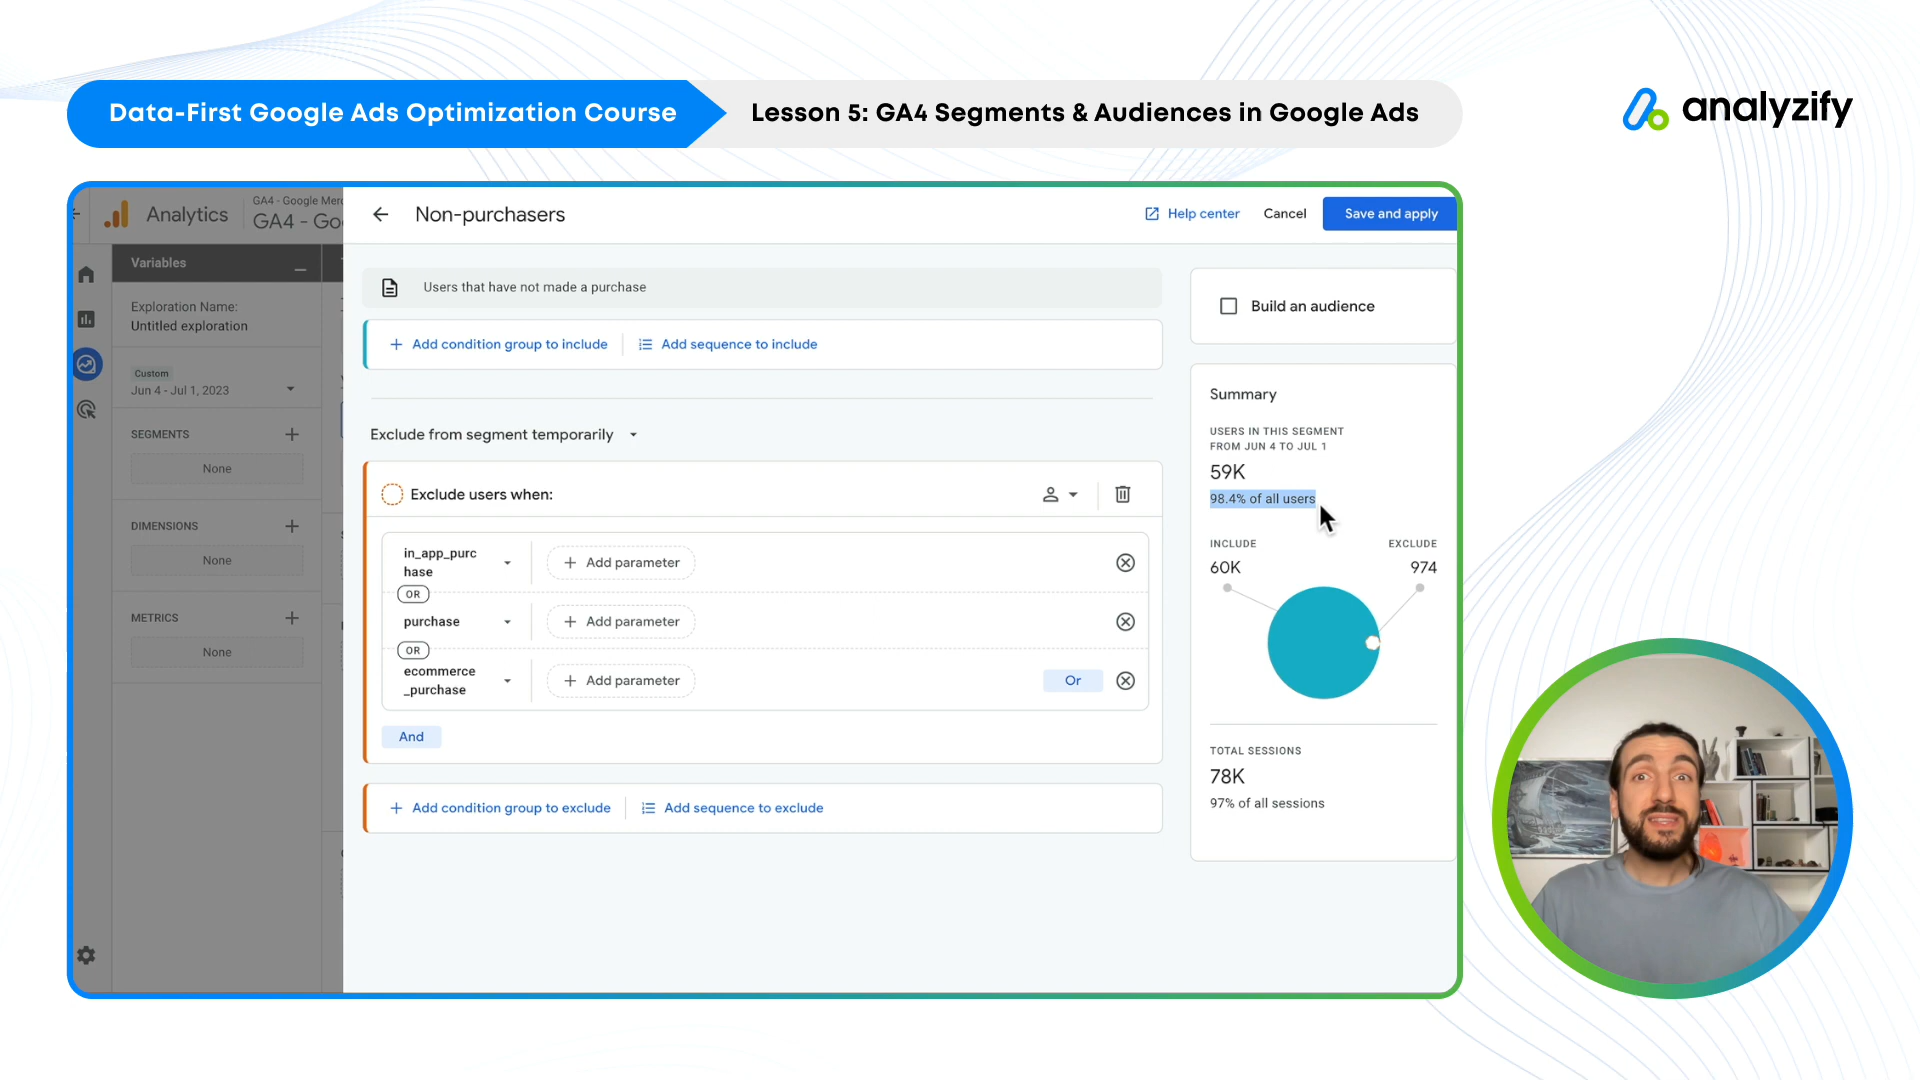 Data-First Google Ads Optimization Course
Lesson 5: GA4 Segments & Audiences in Google Ads
analyzify
Analytics
GA4 - Google Merc
GA4 - Goo
Non-purchasers
Help center
Cancel
Save and apply
Variables
Exploration Name:
Untitled exploration
Custom
Jun 4 - Jul 1, 2023
SEGMENTS
None
DIMENSIONS
None
METRICS
None
Users that have not made a purchase
Add condition group to include
Add sequence to include
Exclude from segment temporarily
Exclude users when:
in_app_purc
hase
Add parameter
OR
purchase
Add parameter
OR
ecommerce
_purchase
Add parameter
Or
And
Add condition group to exclude
Add sequence to exclude
Build an audience
Summary
USERS IN THIS SEGMENT
FROM JUN 4 TO JUL 1
59K
98.4% of all users
INCLUDE
EXCLUDE
60K
974
TOTAL SESSIONS
78K
97% of all sessions